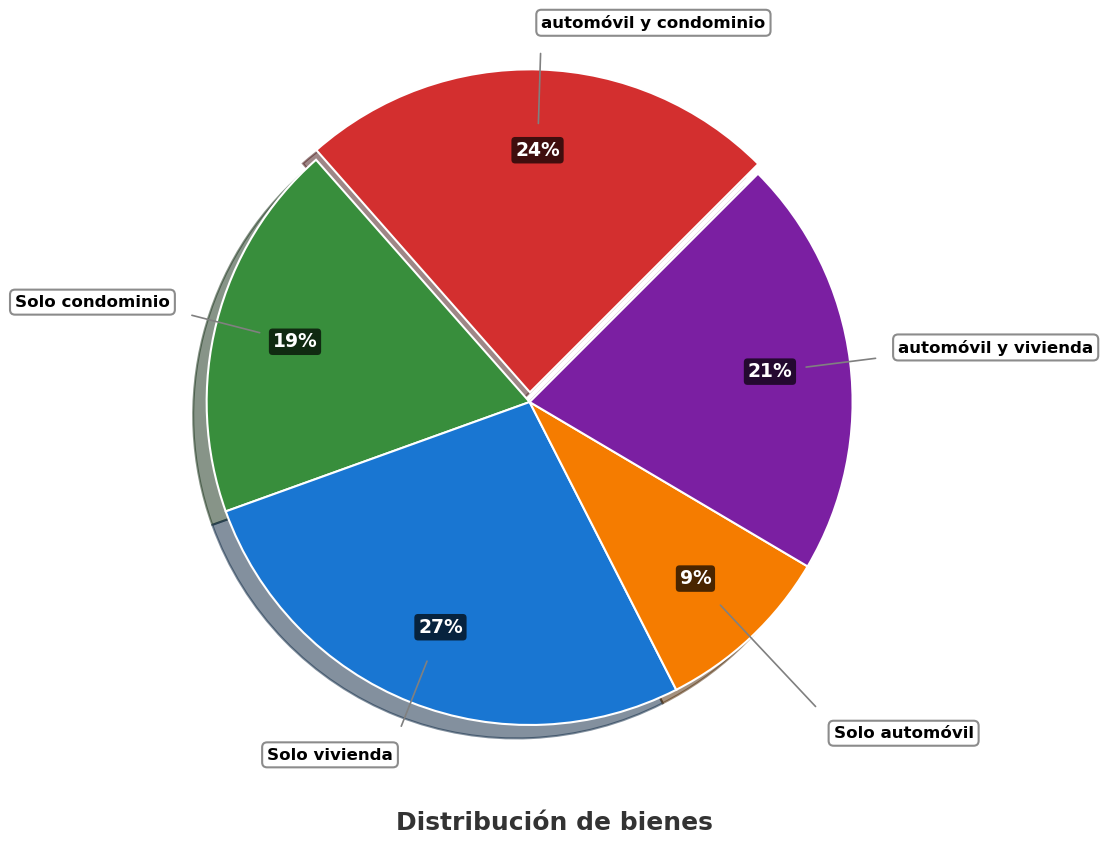 automóvil y condominio
24%
Solo condominio
19%
21%
automóvil y vivienda
9%
27%
Solo automóvil
Solo vivienda
Distribución de bienes